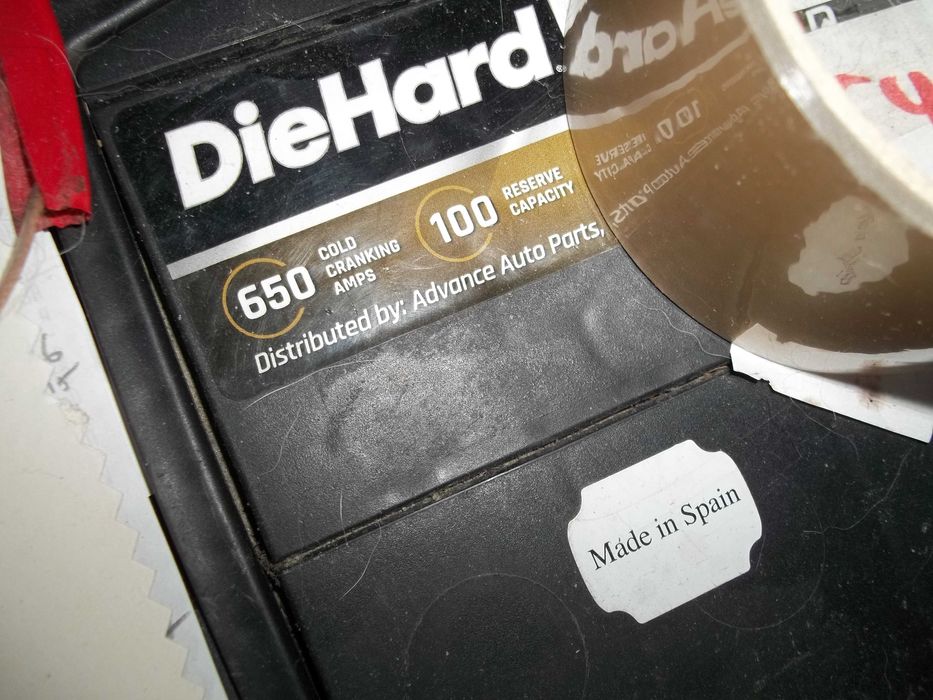 DieHard®
650
COLD
CRANKING
AMPS
100
RESERVE
CAPACITY
Distributed by: Advance Auto Parts,
Made in Spain